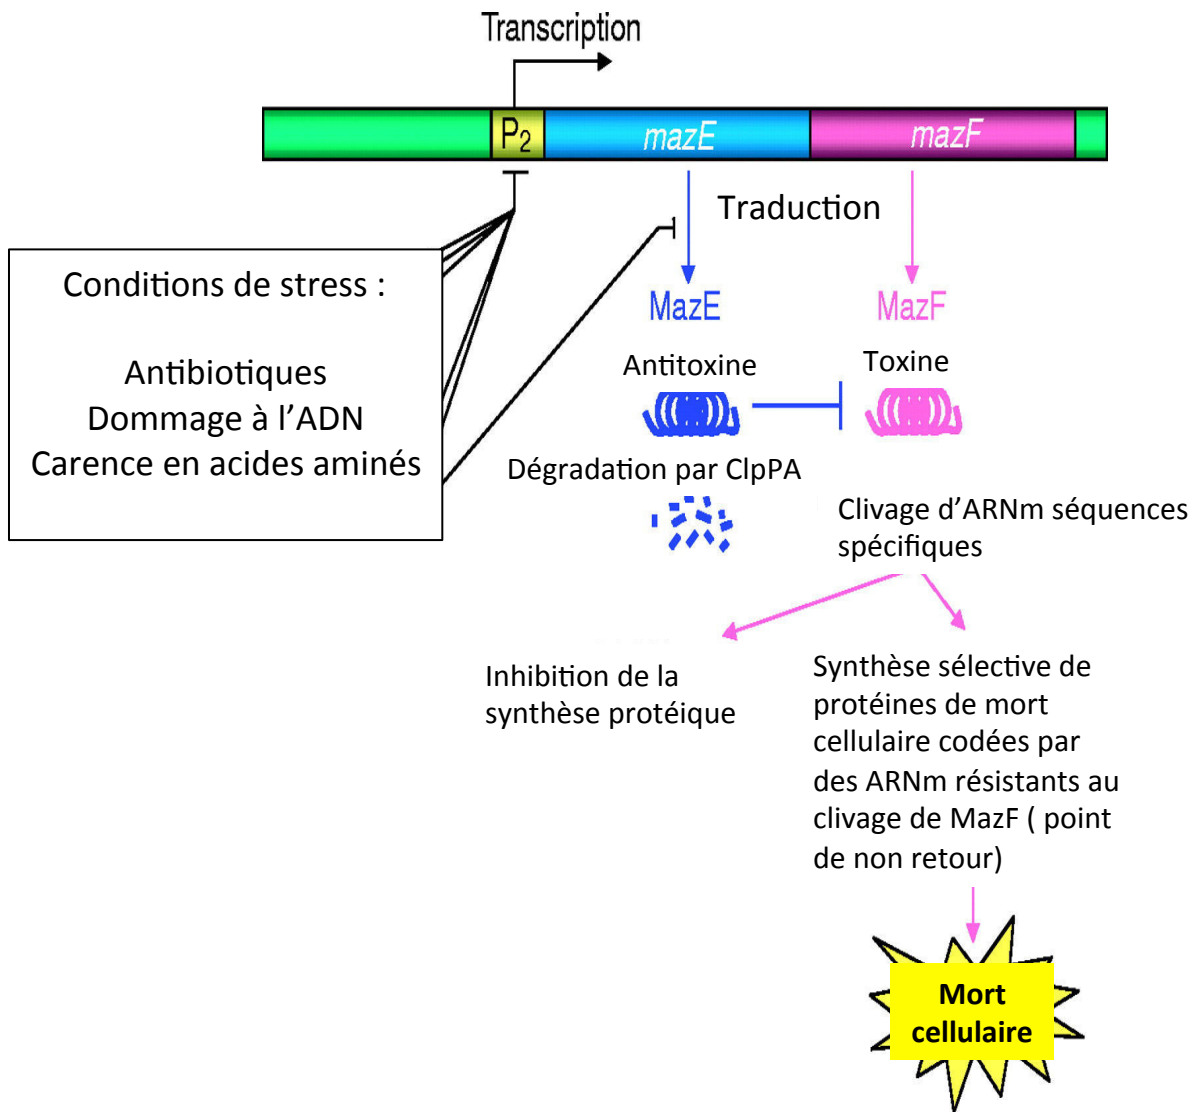 Transcription
P2
mazE
mazF
Traduction
Conditions de stress :
Antibiotiques
Dommage à l'ADN
Carence en acides aminés
MazE
MazF
Antitoxine
Toxine
Dégradation par ClpPA
Clivage d'ARNm séquences
spécifiques
Inhibition de la
synthèse protéique
Synthèse sélective de
protéines de mort
cellulaire codées par
des ARNm résistants au
clivage de MazF ( point
de non retour)
Mort
cellulaire